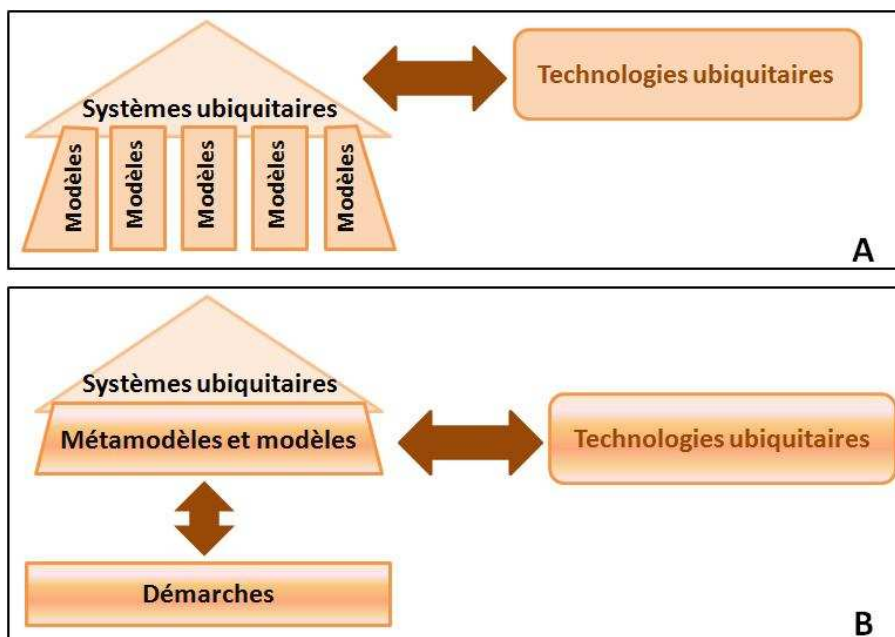 Systèmes ubiquitaires
Technologies ubiquitaires
Modèles
Modèles
Modèles
Modèles
Modèles
A
Systèmes ubiquitaires
Métamodèles et modèles
Technologies ubiquitaires
Démarches
B